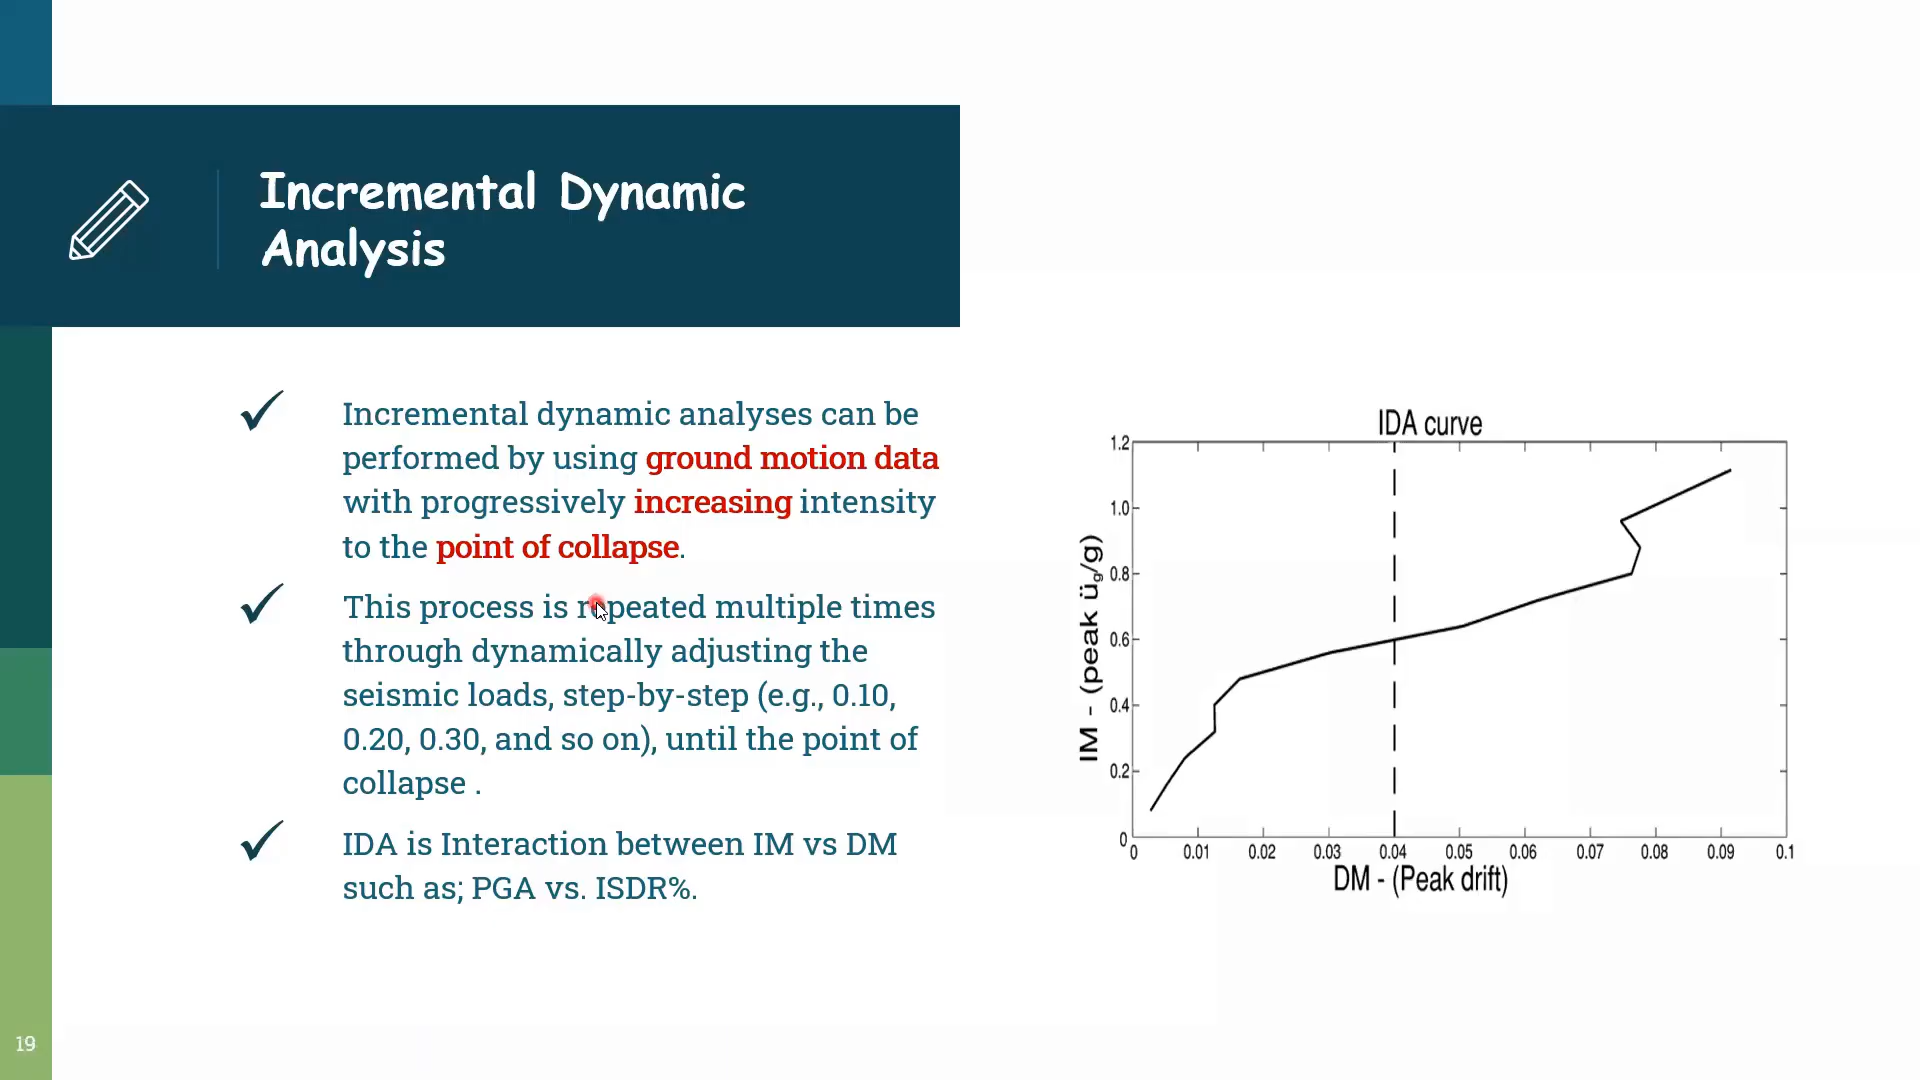 Incremental Dynamic
Analysis
Incremental dynamic analyses can be
performed by using ground motion data
with progressively increasing intensity
to the point of collapse.
This process is repeated multiple times
through dynamically adjusting the
seismic loads, step-by-step (e.g., 0.10,
0.20, 0.30, and so on), until the point of
collapse .
IDA is Interaction between IM vs DM
such as; PGA vs. ISDR%.
IDA curve
1.2
1.0
0.8
0.6
0.4
0.2
0
IM - (peak üg/g)
0 0.01 0.02 0.03 0.04 0.05 0.06 0.07 0.08 0.09 0.1
DM - (Peak drift)
19